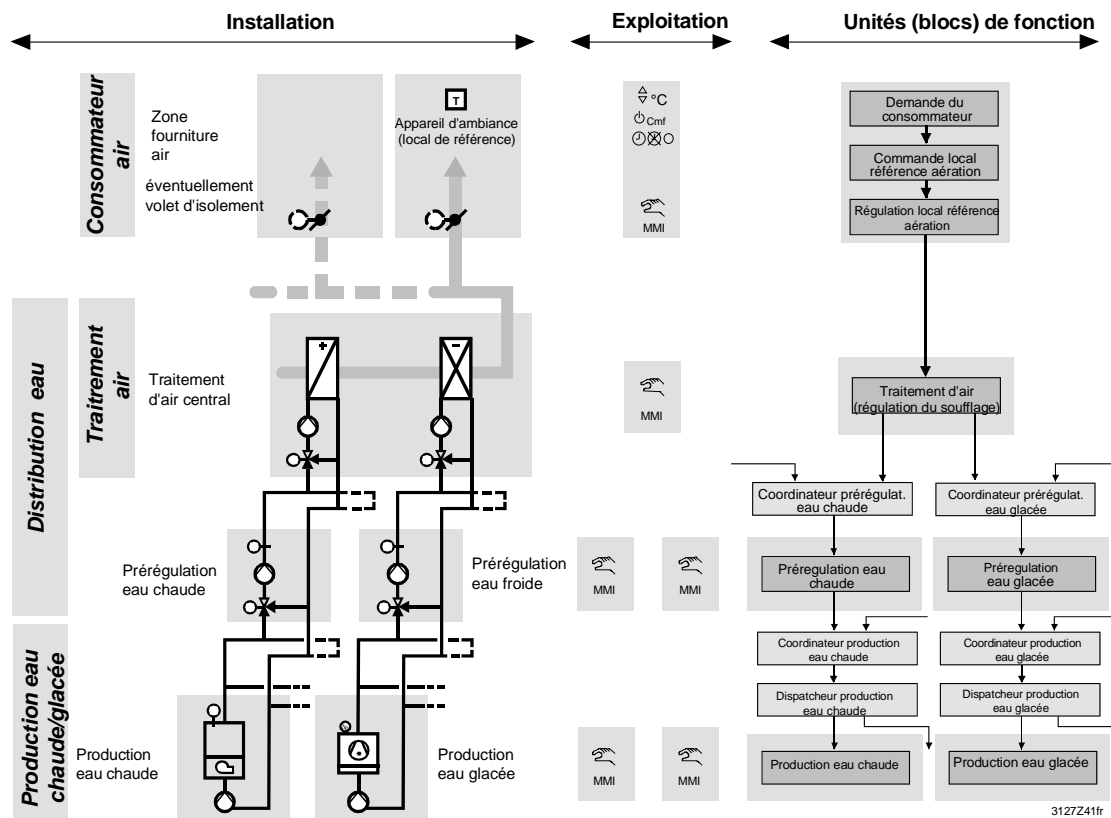 Installation
Exploitation
Unités (blocs) de fonction
Consommateur
air
Zone
fourniture
air
éventuellement
volet d'isolement
T
Appareil d'ambiance
(local de référence)
°C
Cmf
MMI
Demande du
consommateur
Commande local
référence aération
Régulation local référence
aération
Distribution eau
Traitrement
air
Traitement
d'air central
+
-
MMI
Traitement d'air
(régulation du soufflage)
Coordinateur prérégulat.
eau chaude
Coordinateur prérégulat.
eau glacée
Prérégulation
eau chaude
Prérégulation
eau froide
MMI
MMI
Préregulation eau
chaude
Prérégulation
eau glacée
Coordinateur production
eau chaude
Coordinateur production
eau glacée
Dispatcheur production
eau chaude
Dispatcheur production
eau glacée
Production eau
chaude/glacée
Production
eau chaude
Production
eau glacée
MMI
MMI
Production eau chaude
Production eau glacée
3127Z41fr